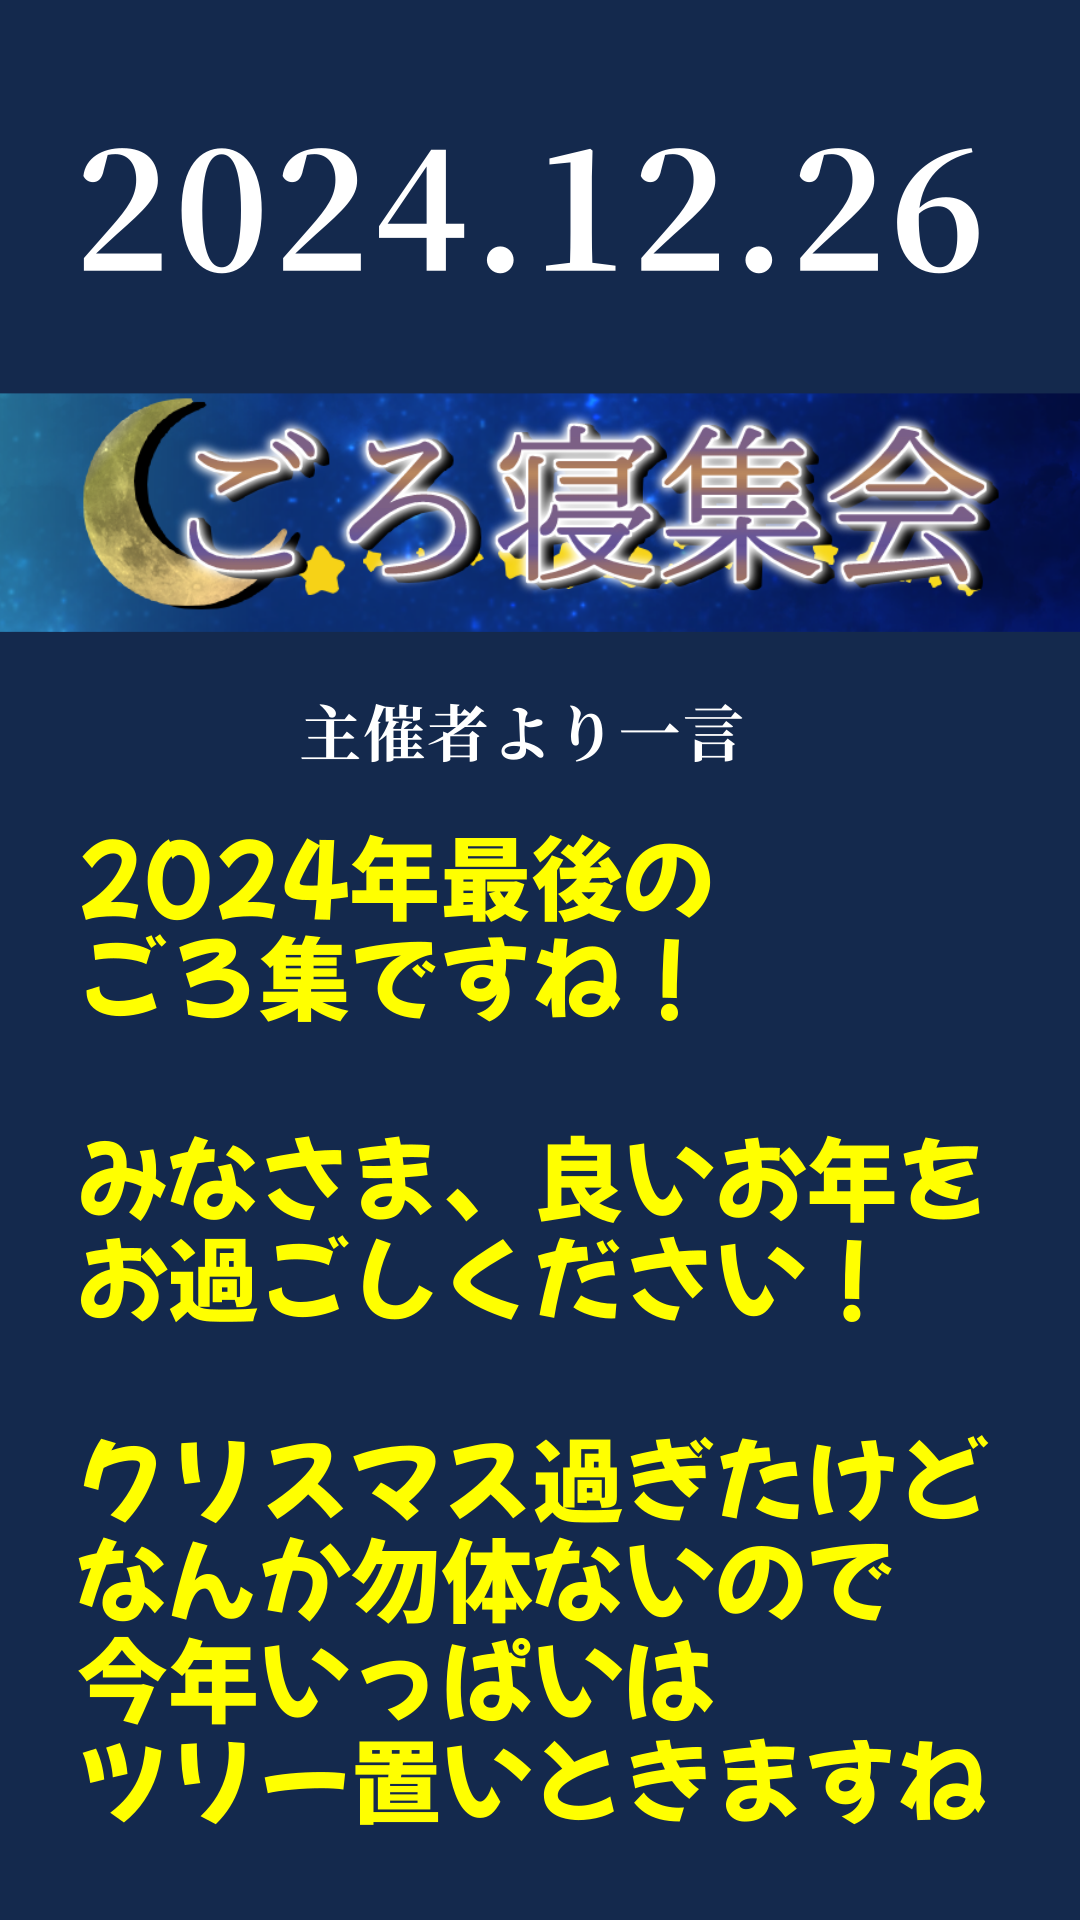 2024.12.26
ごろ寝集会
主催者より一言
2024年最後の
ごろ集ですね！
みなさま、良いお年を
お過ごしください！
クリスマス過ぎたけど
なんか勿体ないので
今年いっぱいは
ツリー置いときますね